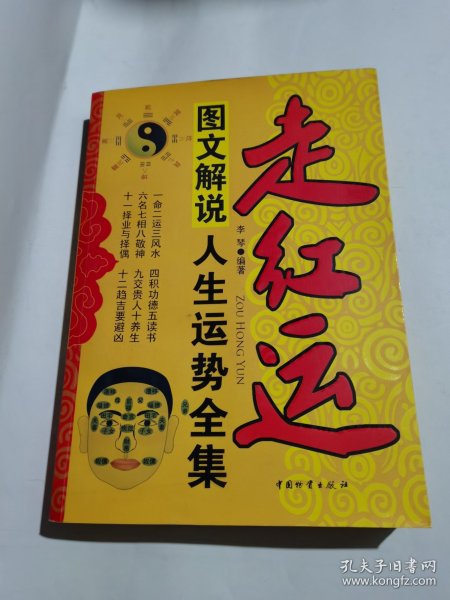 走红运
ZOU HONG YUN
李琴●编著
图文解说
人生运势全集
一命二运三风水
四积功德五读书
六名七相八敬神
九交贵人十养生
十一择业与择偶
十二趋吉要避凶
中国物资出版社
孔夫子旧书网
www.kongfz.com